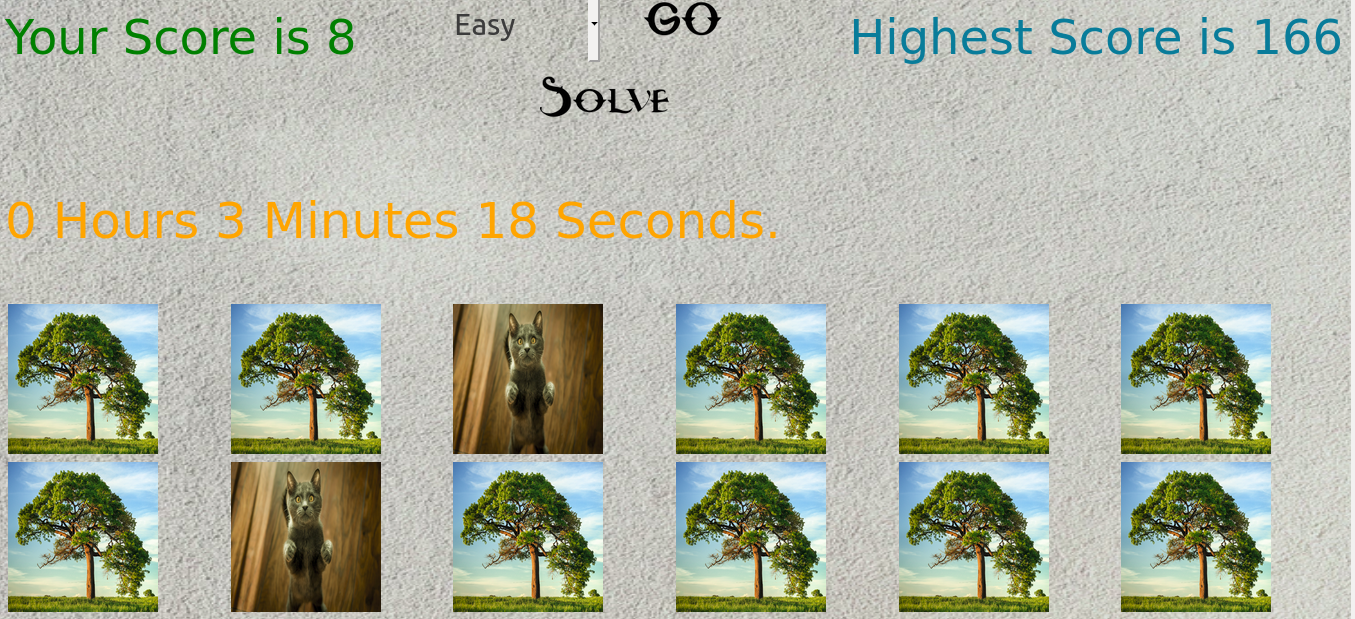 Your Score is 8
Easy
GO
Highest Score is 166
Solve
0 Hours 3 Minutes 18 Seconds.